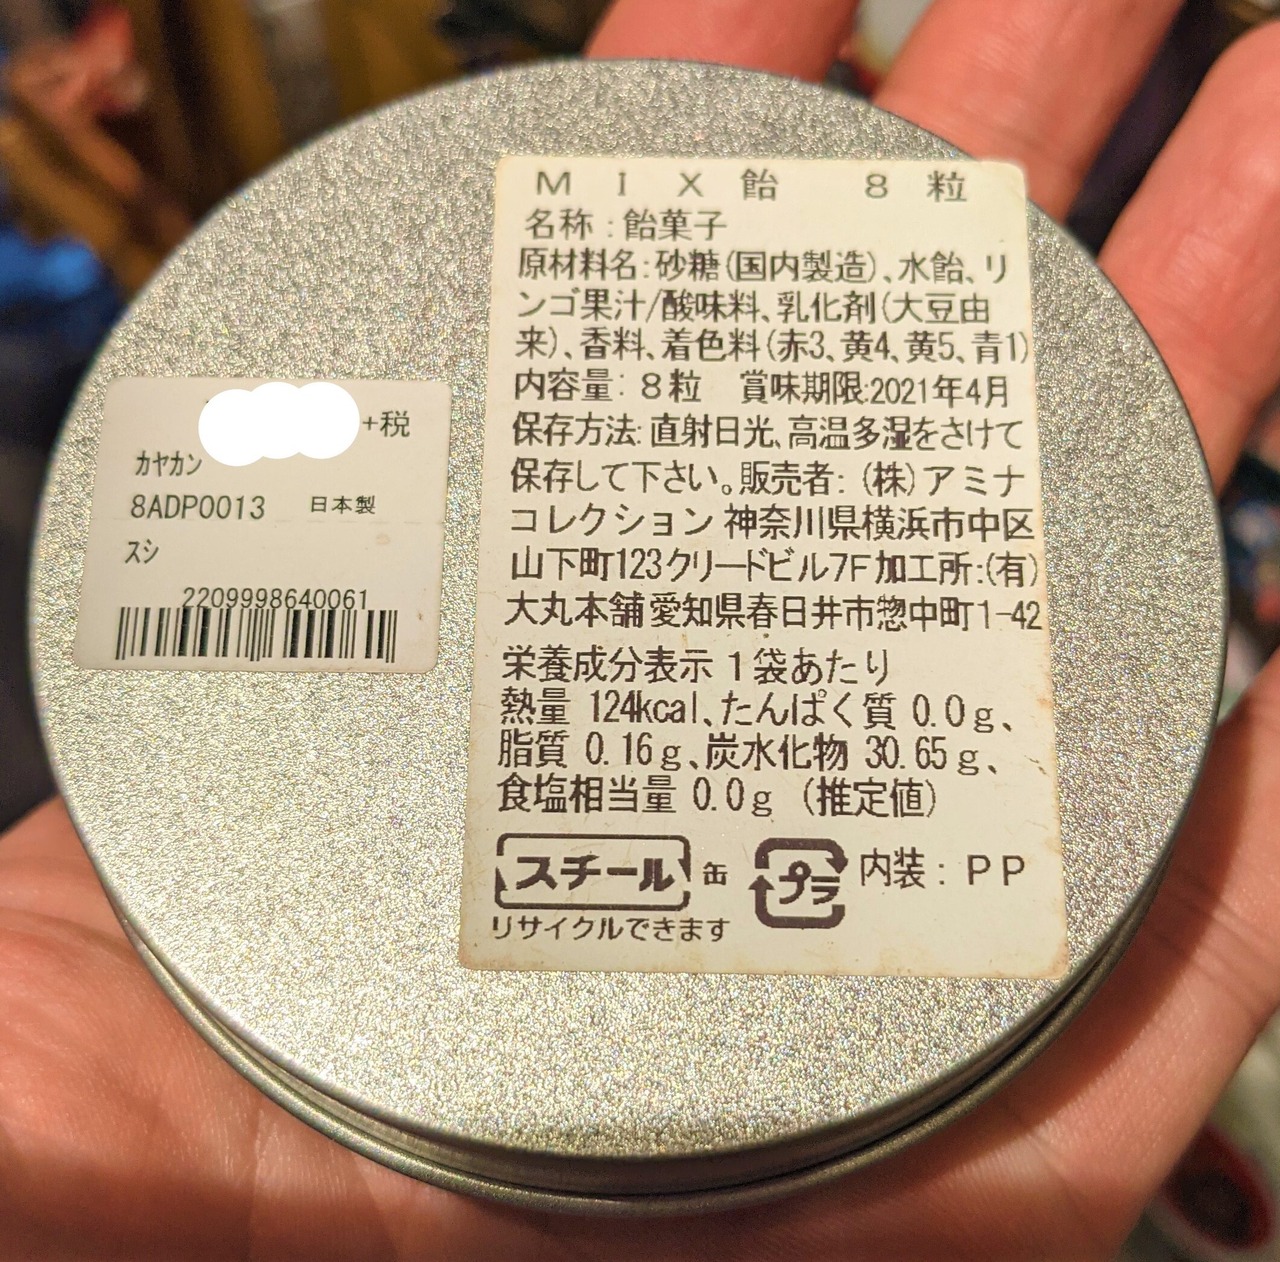 +税
カヤカン
8ADP0013 日本製
スシ
2209998640061
MIX飴 8粒
名称:飴菓子
原材料名:砂糖(国内製造)、水飴、リ
ンゴ果汁/酸味料、乳化剤(大豆由
来)、香料、着色料(赤3、黄4、黄5、青1)
内容量:8粒 賞味期限:2021年4月
保存方法:直射日光、高温多湿をさけて
保存して下さい。販売者:(株)アミナ
コレクション 神奈川県横浜市中区
山下町123クリードビル7F 加工所:(有)
大丸本舗 愛知県春日井市惣中町1-42
栄養成分表示 1袋あたり
熱量 124kcal、たんぱく質 0.0g、
脂質 0.16g、炭水化物 30.65g、
食塩相当量 0.0g (推定値)
スチール缶 プラ 内装:PP
リサイクルできます